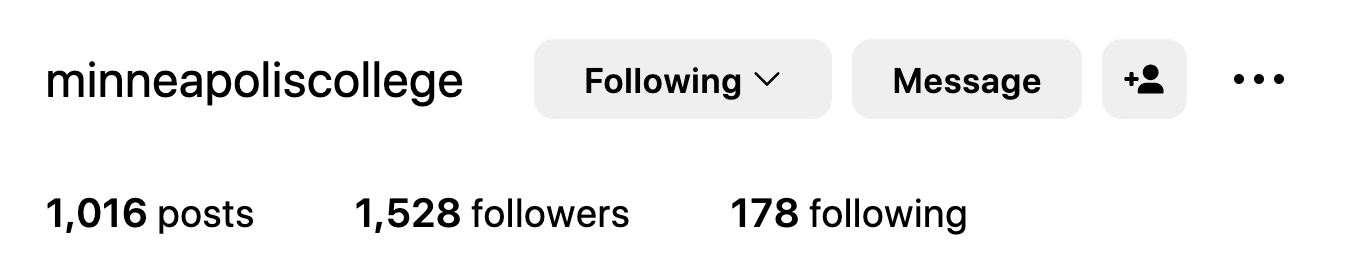 minneapoliscollege Following Message
1,016 posts 1,528 followers 178 following